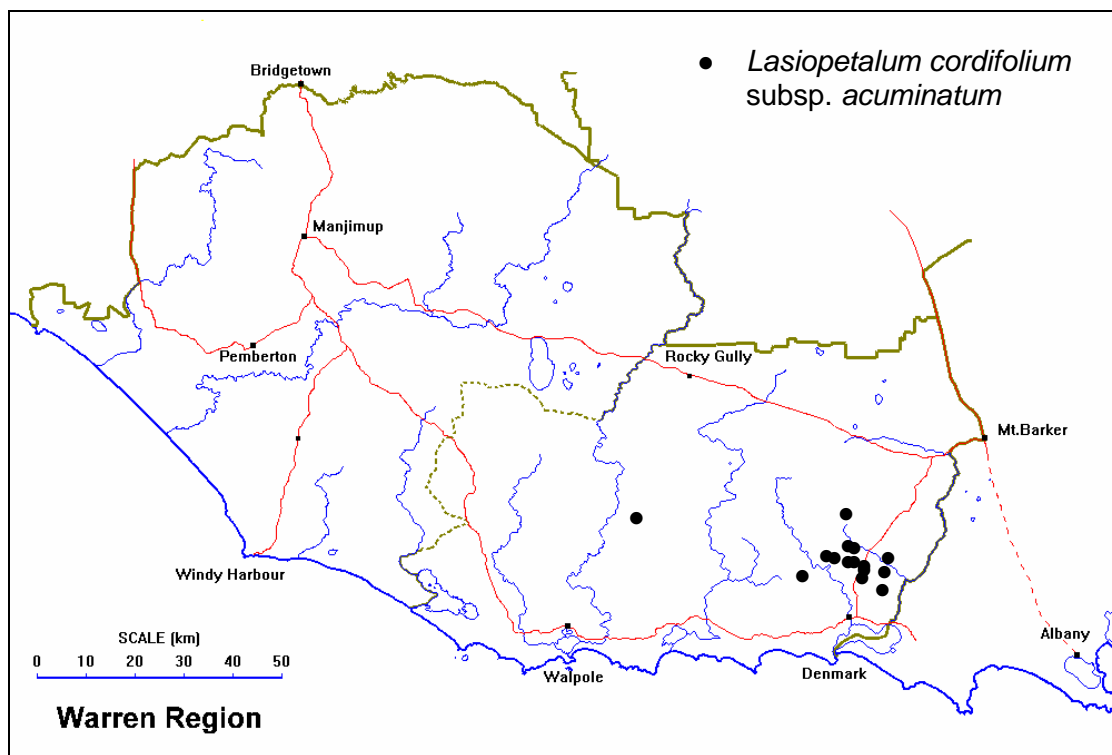 Lasiopetalum cordifolium
subsp. acuminatum
Bridgetown
Manjimup
Pemberton
Rocky Gully
Mt.Barker
Windy Harbour
SCALE (km)
0 10 20 30 40 50
Walpole
Denmark
Albany
Warren Region